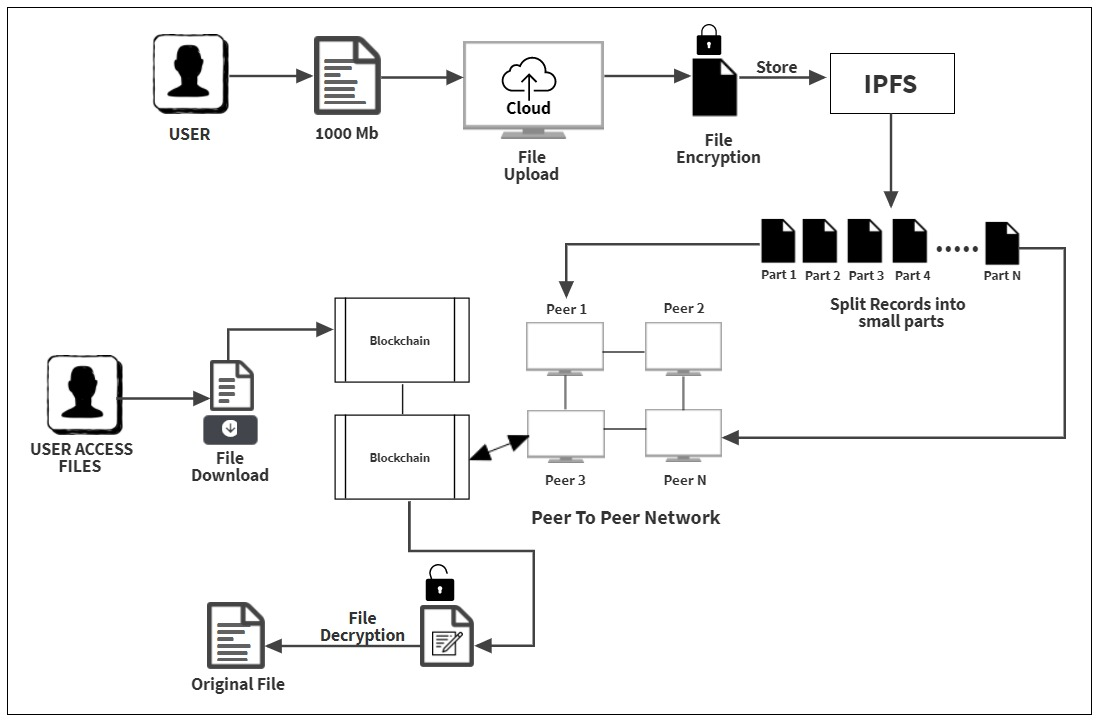 USER
1000 Mb
Cloud
File
Upload
File
Encryption
Store
IPFS
Part 1
Part 2
Part 3
Part 4
Part N
Split Records into
small parts
Peer 1
Peer 2
Peer 3
Peer N
Peer To Peer Network
Blockchain
Blockchain
USER ACCESS
FILES
File
Download
File
Decryption
Original File